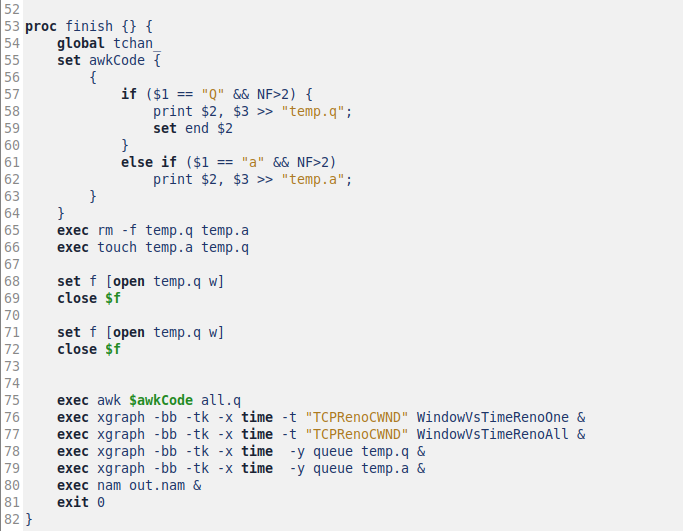 52
53 proc finish {} {
54     global tchan_
55     set awkCode {
56         {
57             if ($1 == "Q" && NF>2) {
58                 print $2, $3 >> "temp.q";
59                 set end $2
60             }
61             else if ($1 == "a" && NF>2)
62                 print $2, $3 >> "temp.a";
63         }
64     }
65     exec rm -f temp.q temp.a
66     exec touch temp.a temp.q
67
68     set f [open temp.q w]
69     close $f
70
71     set f [open temp.q w]
72     close $f
73
74
75     exec awk $awkCode all.q
76     exec xgraph -bb -tk -x time -t "TCPRenoCWND" WindowVsTimeRenoOne &
77     exec xgraph -bb -tk -x time -t "TCPRenoCWND" WindowVsTimeRenoAll &
78     exec xgraph -bb -tk -x time  -y queue temp.q &
79     exec xgraph -bb -tk -x time  -y queue temp.a &
80     exec nam out.nam &
81     exit 0
82 }